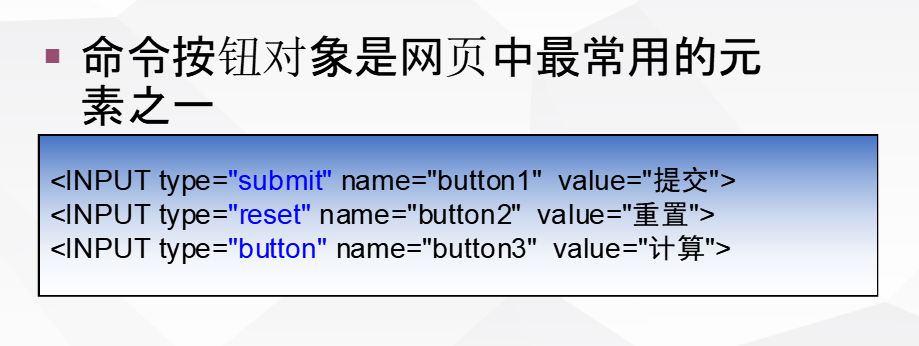 命令按钮对象是网页中最常用的元
素之一
<INPUT type="submit" name="button1"  value="提交">
<INPUT type="reset" name="button2"  value="重置">
<INPUT type="button" name="button3"  value="计算">